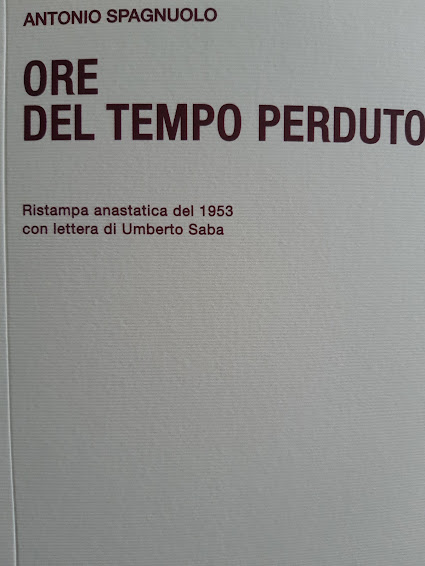 ANTONIO SPAGNUOLO
ORE
DEL TEMPO PERDUTO
Ristampa anastatica del 1953
con lettera di Umberto Saba